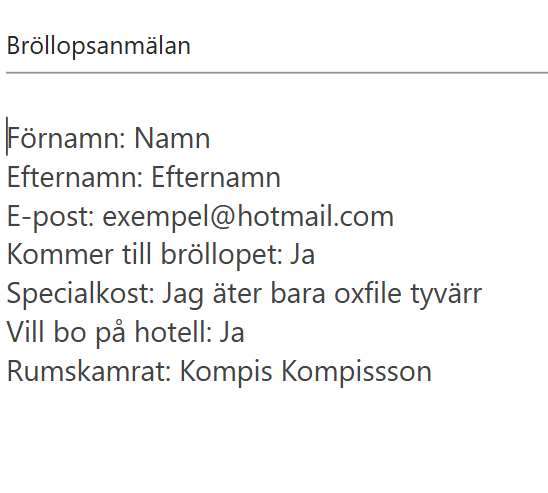 Bröllopsanmälan
Förnamn: Namn
Efternamn: Efternamn
E-post: exempel@hotmail.com
Kommer till bröllopet: Ja
Specialkost: Jag äter bara oxfile tyvärr
Vill bo på hotell: Ja
Rumskamrat: Kompis Kompissson